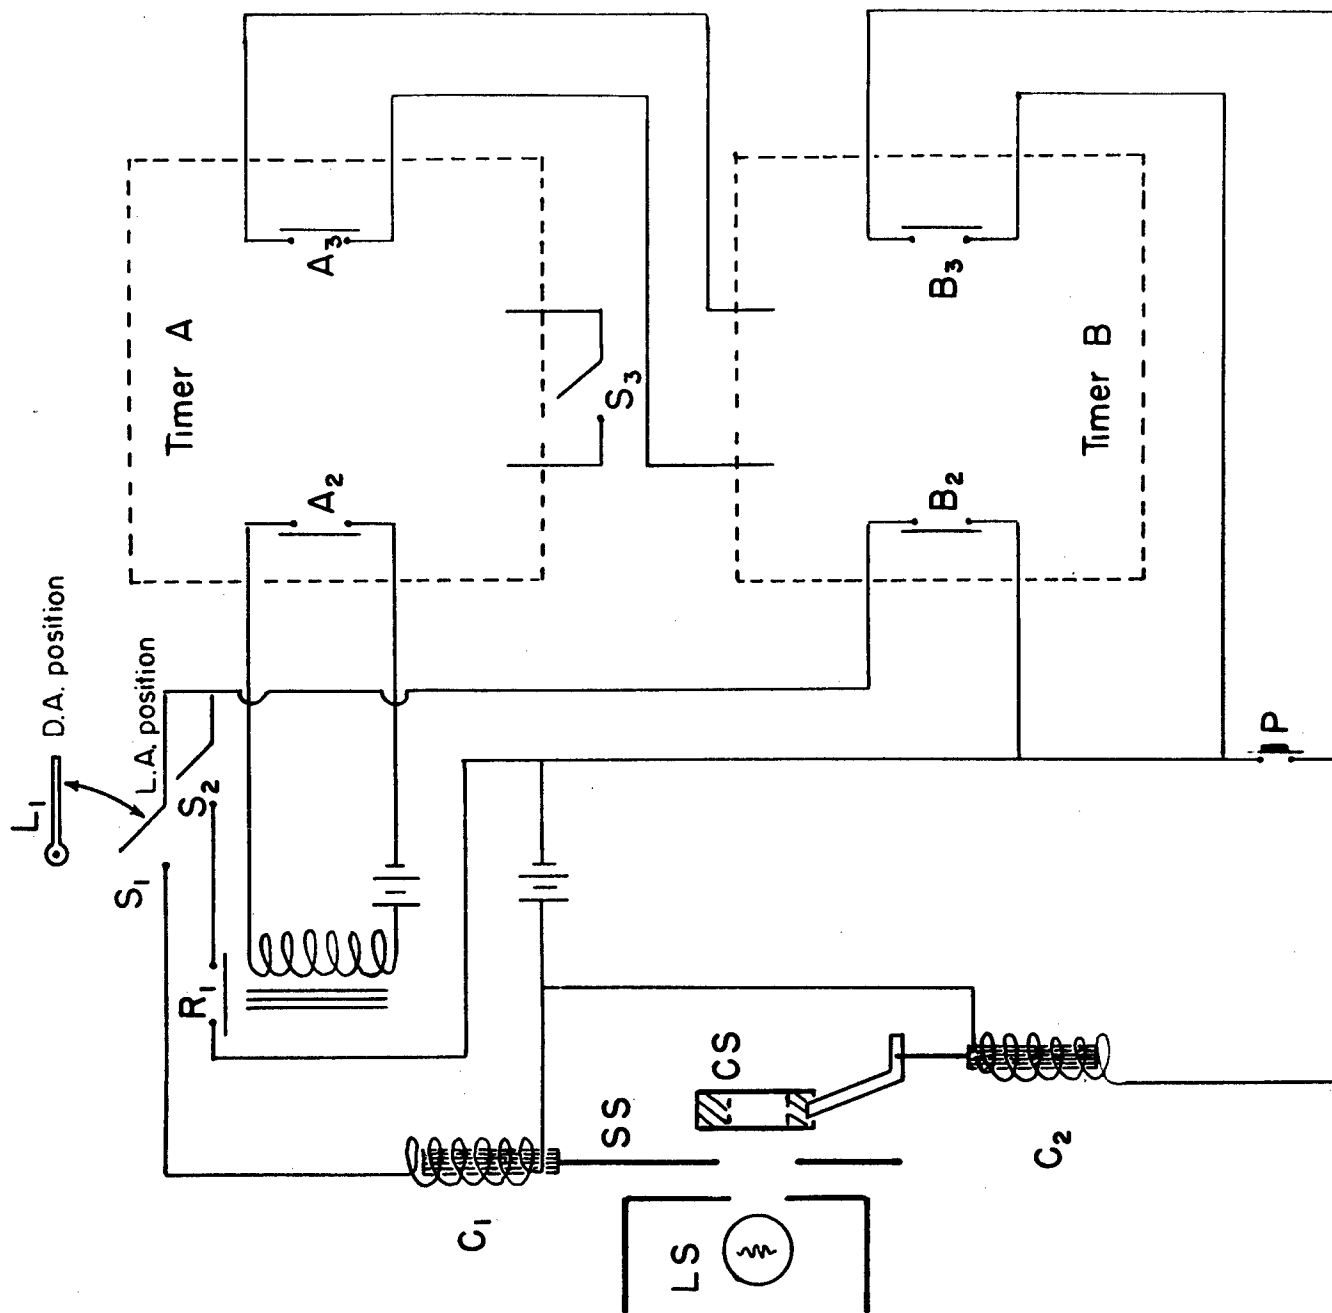 L₁
D.A. position
L.A. position
S₁
S₂
R₁
Timer A
A₂
A₃
S₃
Timer B
B₂
B₃
P
C₁
SS
CS
C₂
LS